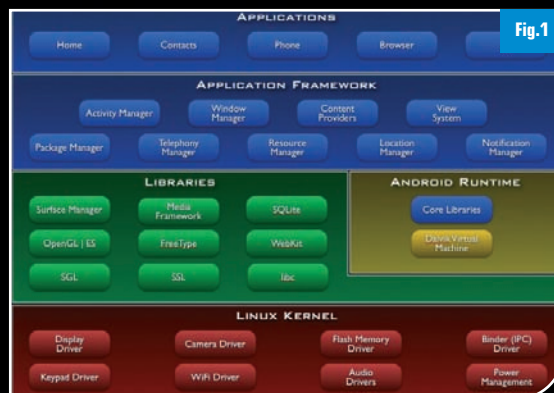 APPLICATIONS
Fig.1
Home
Contacts
Phone
Browser
APPLICATION FRAMEWORK
Activity Manager
Window
Manager
Content
Providers
View
System
Package Manager
Telephony
Manager
Resource
Manager
Location
Manager
Notification
Manager
LIBRARIES
Surface Manager
Media
Framework
SQLite
OpenGL | ES
FreeType
WebKit
SGL
SSL
libc
ANDROID RUNTIME
Core Libraries
Dalvik Virtual
Machine
LINUX KERNEL
Display
Driver
Camera Driver
Flash Memory
Driver
Binder (IPC)
Driver
Keypad Driver
WiFi Driver
Audio
Drivers
Power
Management